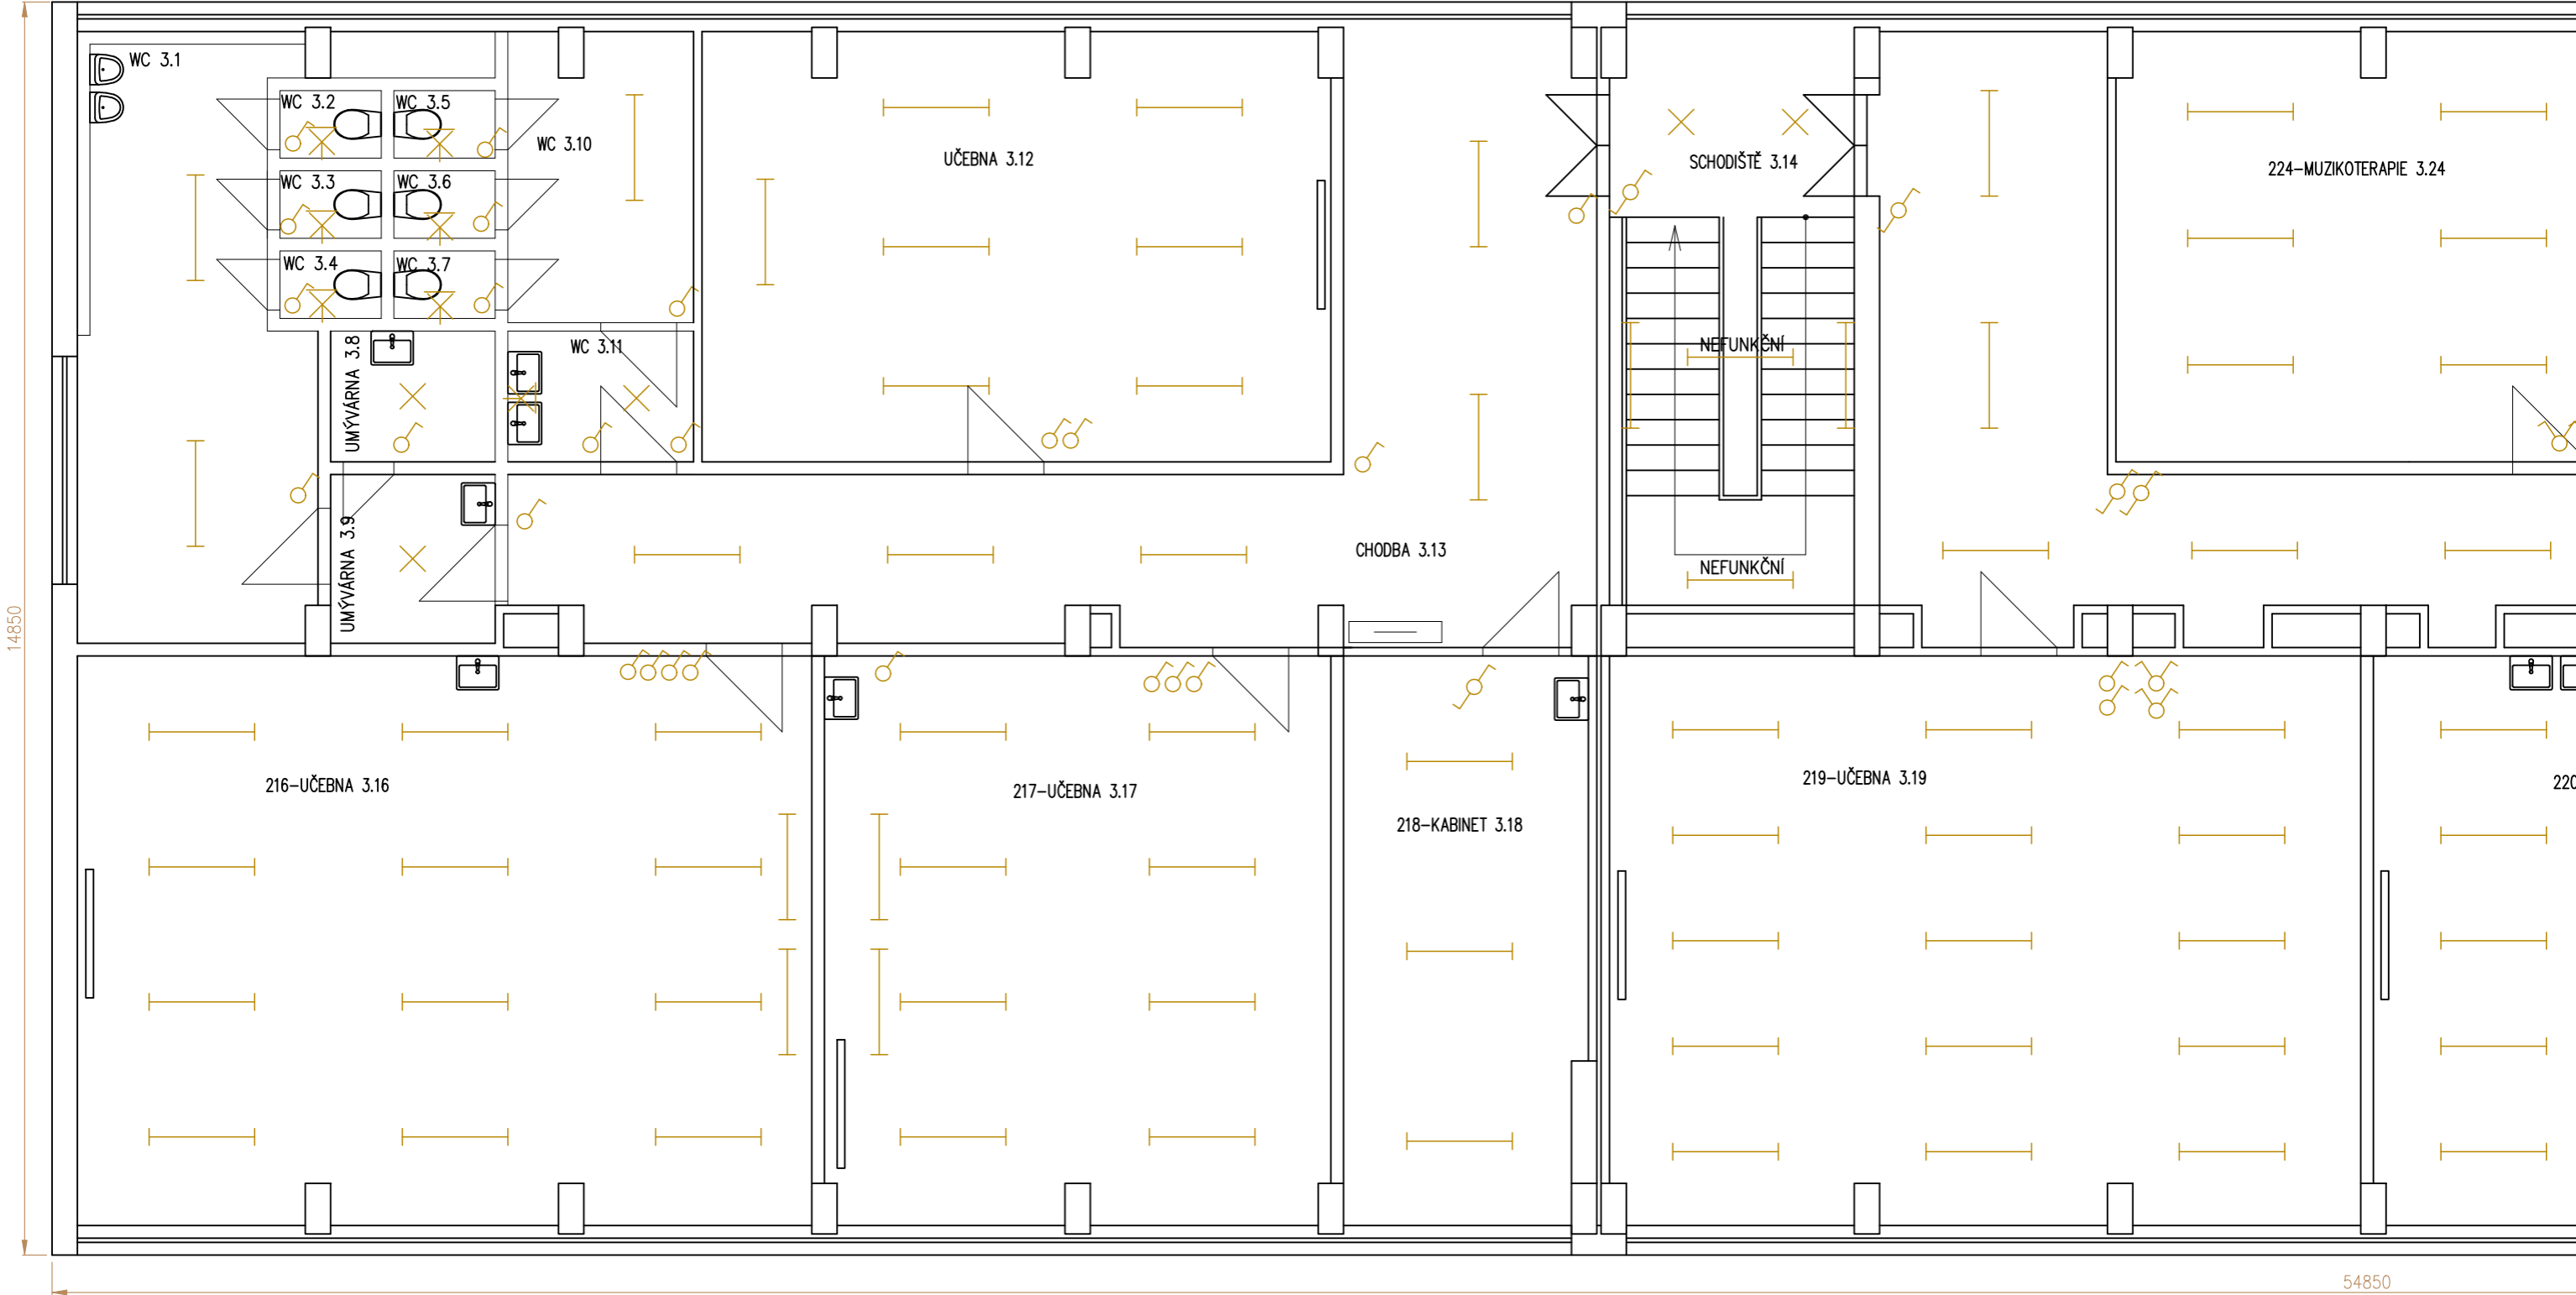 WC 3.1
WC 3.2
WC 3.5
WC 3.10
UČEBNA 3.12
SCHODIŠTĚ 3.14
224-MUZIKOTERAPIE 3.24
WC 3.3
WC 3.6
WC 3.4
WC 3.7
UMÝVÁRNA 3.8
WC 3.11
NEFUNKČNÍ
UMÝVÁRNA 3.9
CHODBA 3.13
NEFUNKČNÍ
14850
216-UČEBNA 3.16
217-UČEBNA 3.17
218-KABINET 3.18
219-UČEBNA 3.19
220
54850